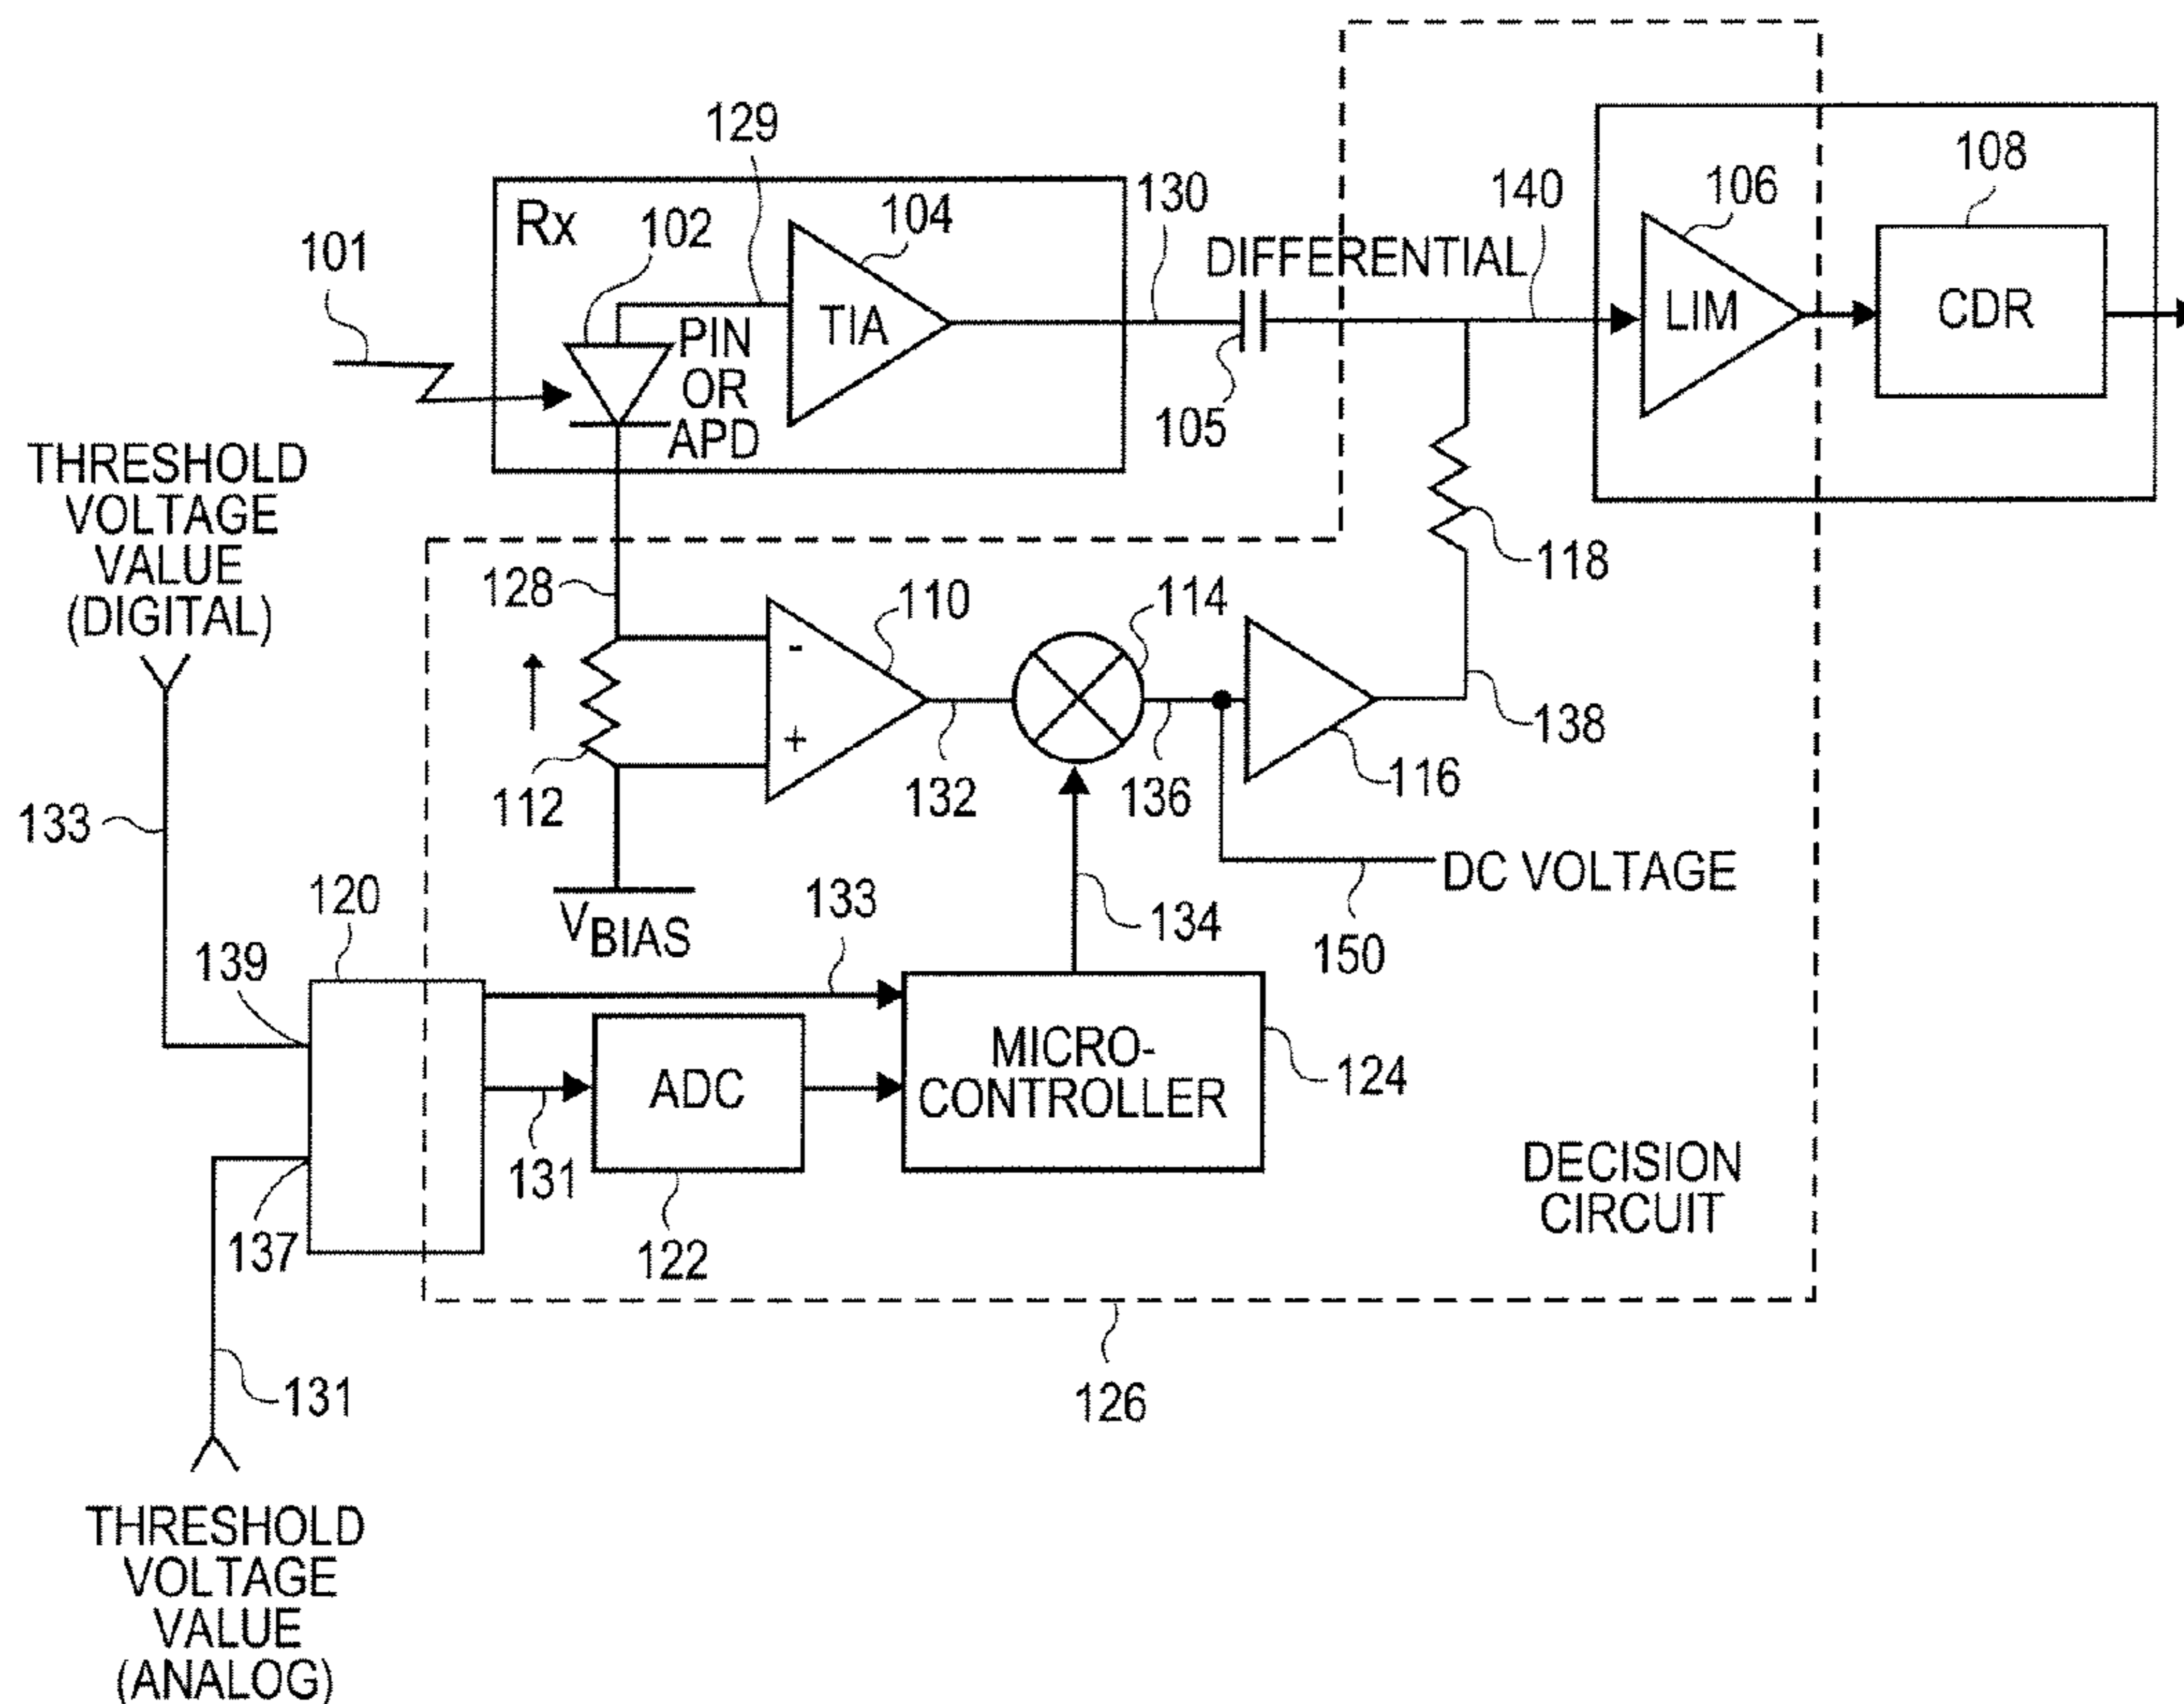 129
Rx
102
104
130
DIFFERENTIAL
140
106
108
101
PIN
OR
APD
TIA
105
LIM
CDR
THRESHOLD
VOLTAGE
VALUE
(DIGITAL)
128
110
114
118
-
+
112
132
136
116
138
133
VBIAS
DC VOLTAGE
120
139
133
134
150
ADC
MICRO-
CONTROLLER
124
131
122
137
DECISION
CIRCUIT
131
126
THRESHOLD
VOLTAGE
VALUE
(ANALOG)